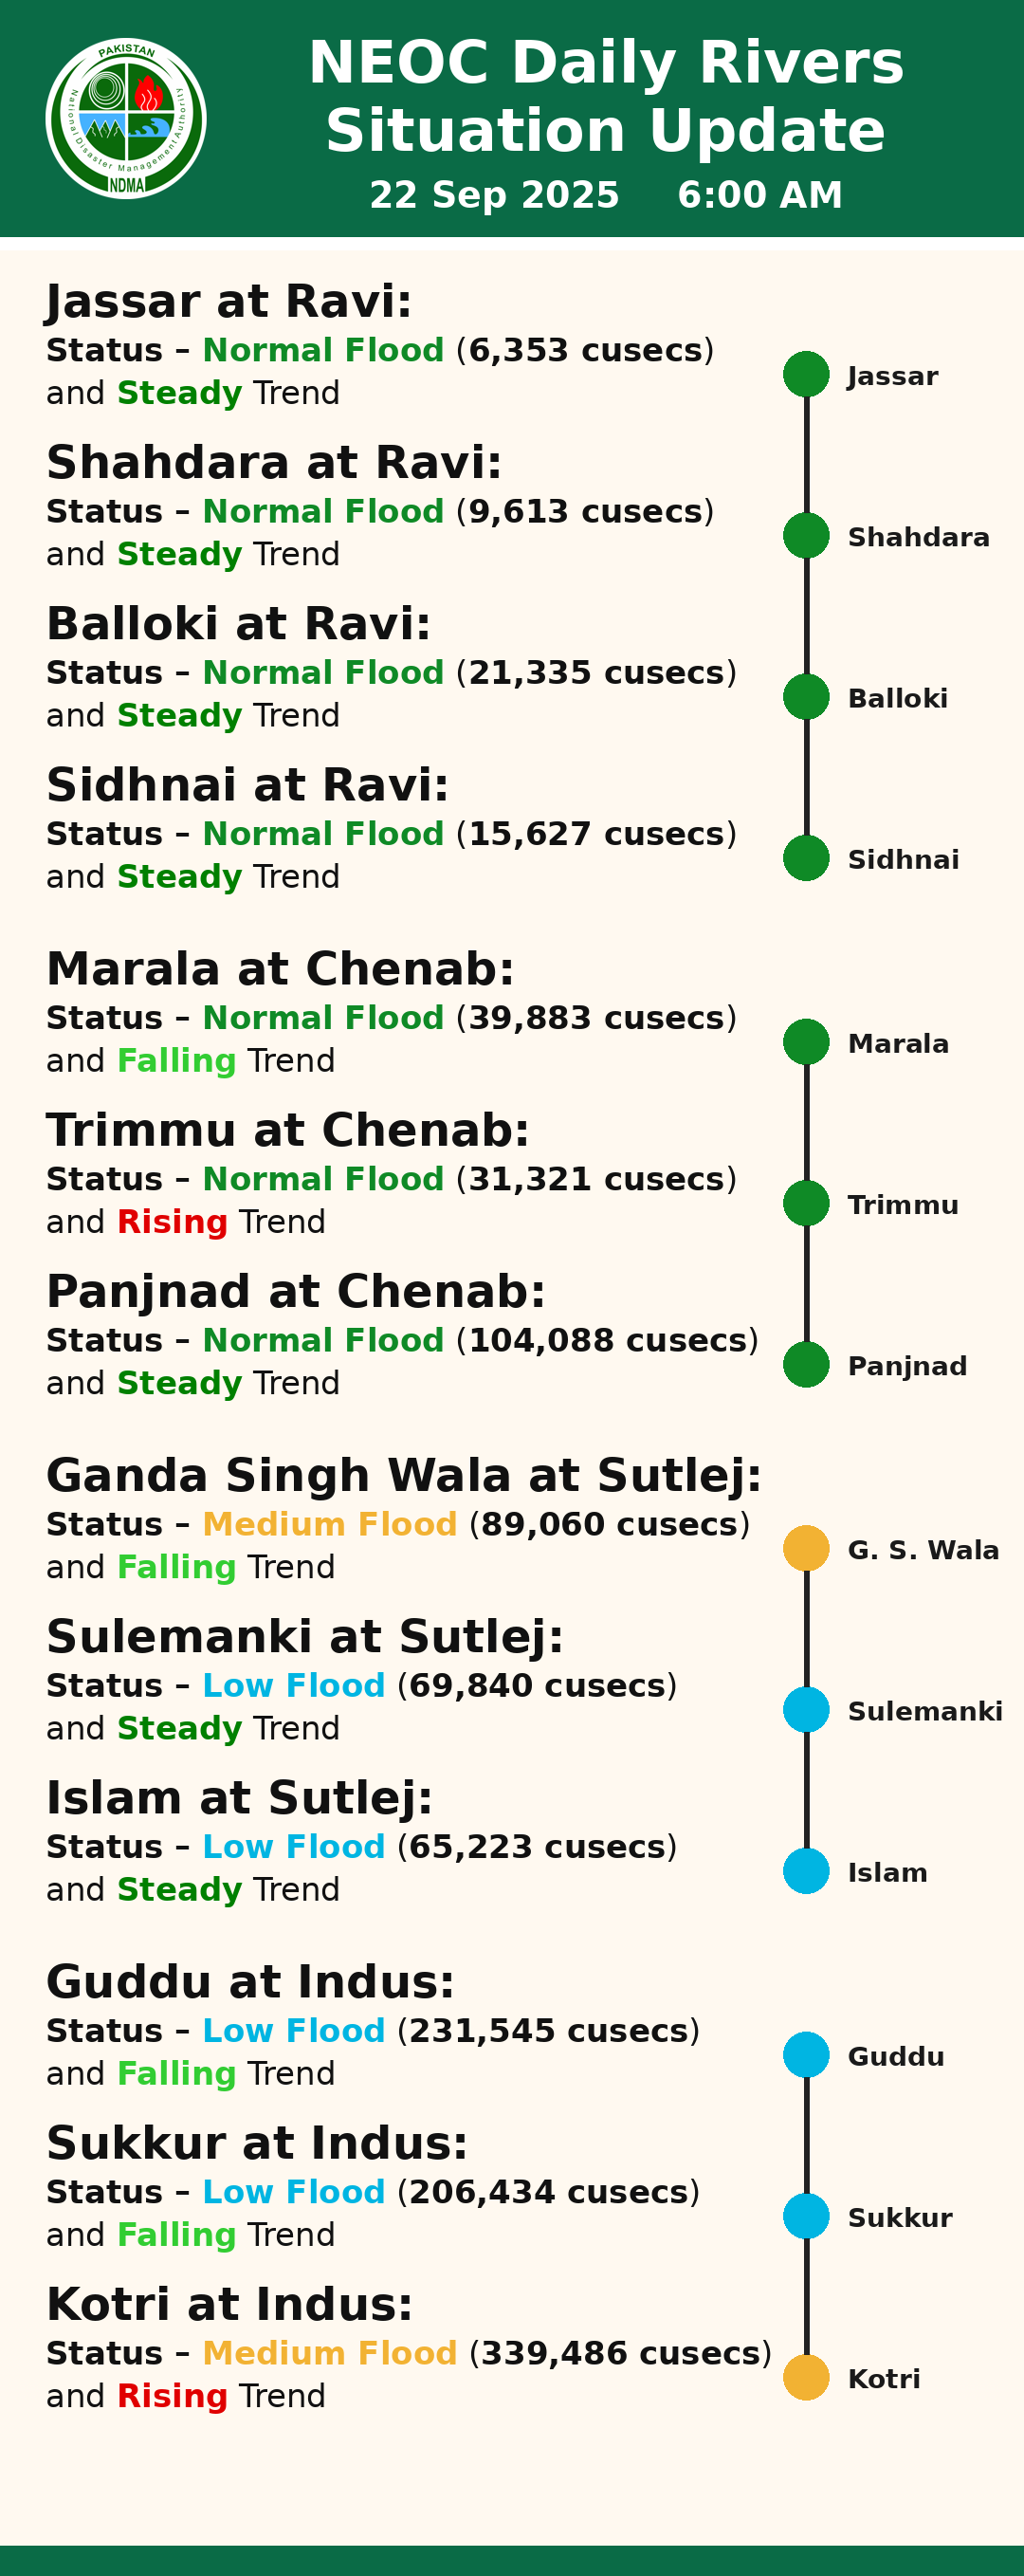 PAKISTAN
National Disaster Management Authority
NDMA
NEOC Daily Rivers
Situation Update
22 Sep 2025 6:00 AM
Jassar at Ravi:
Status – Normal Flood (6,353 cusecs)
and Steady Trend
Jassar
Shahdara at Ravi:
Status – Normal Flood (9,613 cusecs)
and Steady Trend
Shahdara
Balloki at Ravi:
Status – Normal Flood (21,335 cusecs)
and Steady Trend
Balloki
Sidhnai at Ravi:
Status – Normal Flood (15,627 cusecs)
and Steady Trend
Sidhnai
Marala at Chenab:
Status – Normal Flood (39,883 cusecs)
and Falling Trend
Marala
Trimmu at Chenab:
Status – Normal Flood (31,321 cusecs)
and Rising Trend
Trimmu
Panjnad at Chenab:
Status – Normal Flood (104,088 cusecs)
and Steady Trend
Panjnad
Ganda Singh Wala at Sutlej:
Status – Medium Flood (89,060 cusecs)
and Falling Trend
G. S. Wala
Sulemanki at Sutlej:
Status – Low Flood (69,840 cusecs)
and Steady Trend
Sulemanki
Islam at Sutlej:
Status – Low Flood (65,223 cusecs)
and Steady Trend
Islam
Guddu at Indus:
Status – Low Flood (231,545 cusecs)
and Falling Trend
Guddu
Sukkur at Indus:
Status – Low Flood (206,434 cusecs)
and Falling Trend
Sukkur
Kotri at Indus:
Status – Medium Flood (339,486 cusecs)
and Rising Trend
Kotri